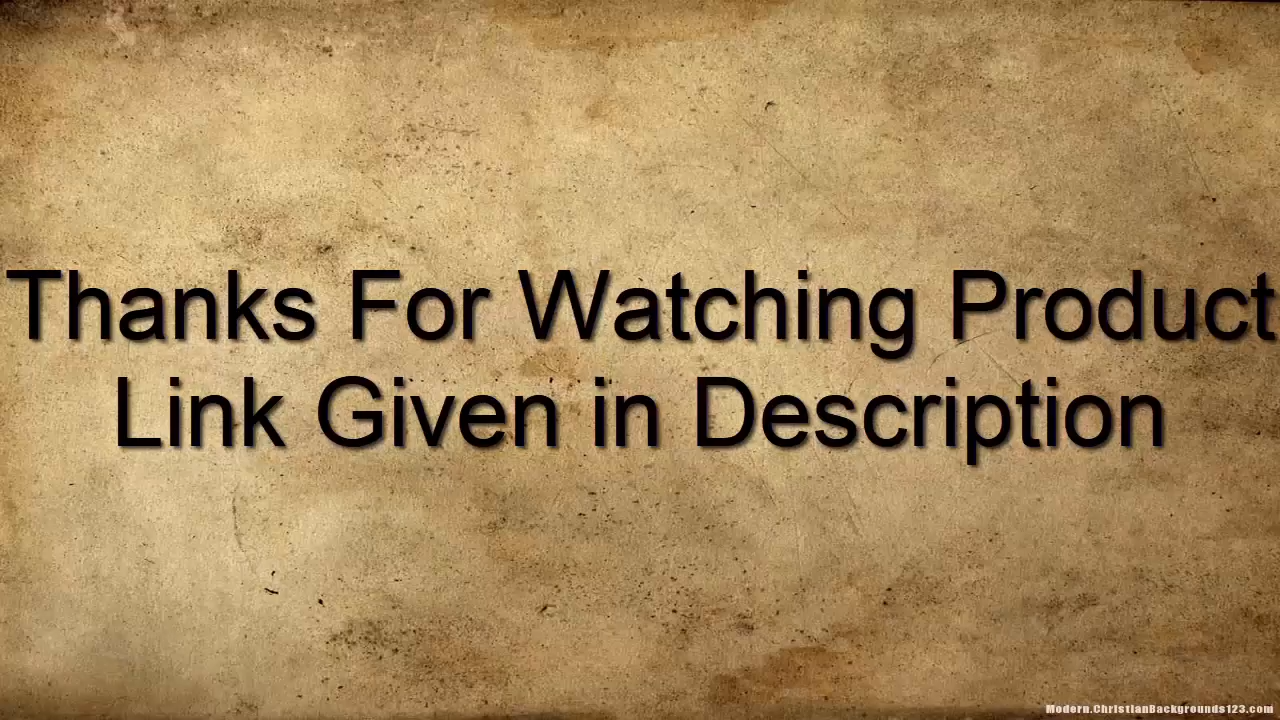 Thanks For Watching Product
Link Given in Description
Modern.ChristianBackgrounds123.com